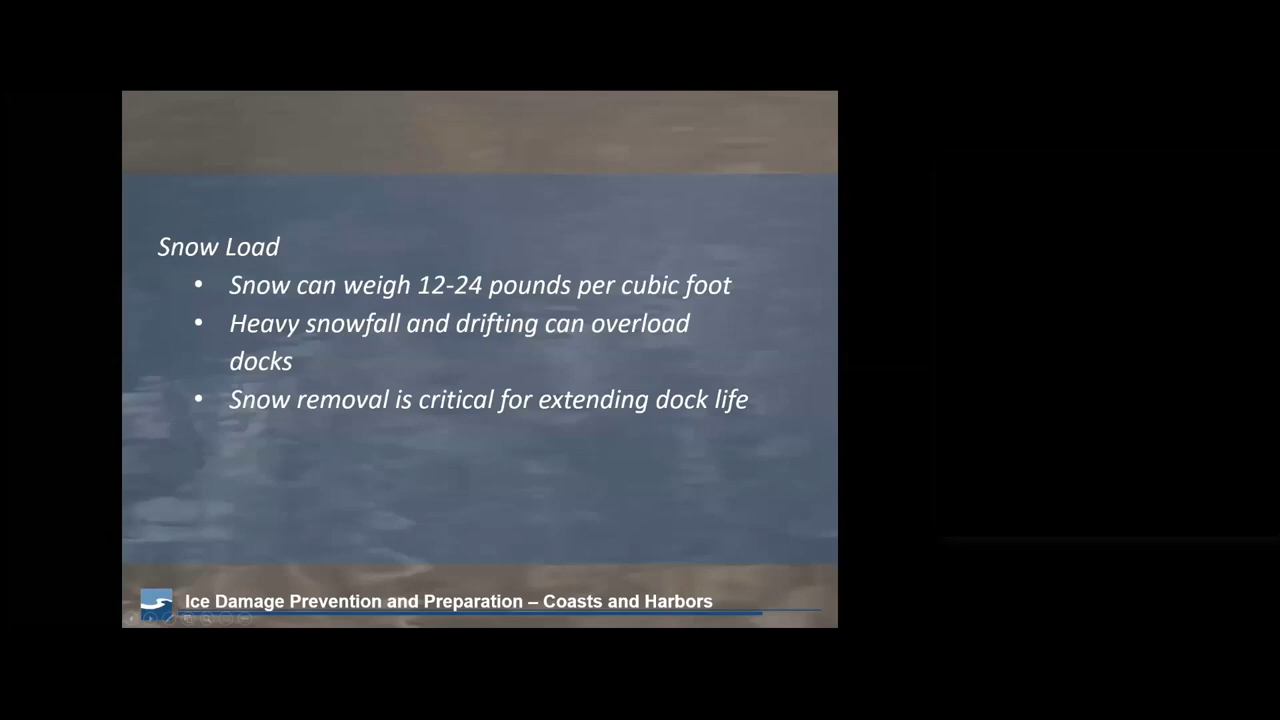 Snow Load
• Snow can weigh 12-24 pounds per cubic foot
• Heavy snowfall and drifting can overload
docks
• Snow removal is critical for extending dock life
Ice Damage Prevention and Preparation – Coasts and Harbors